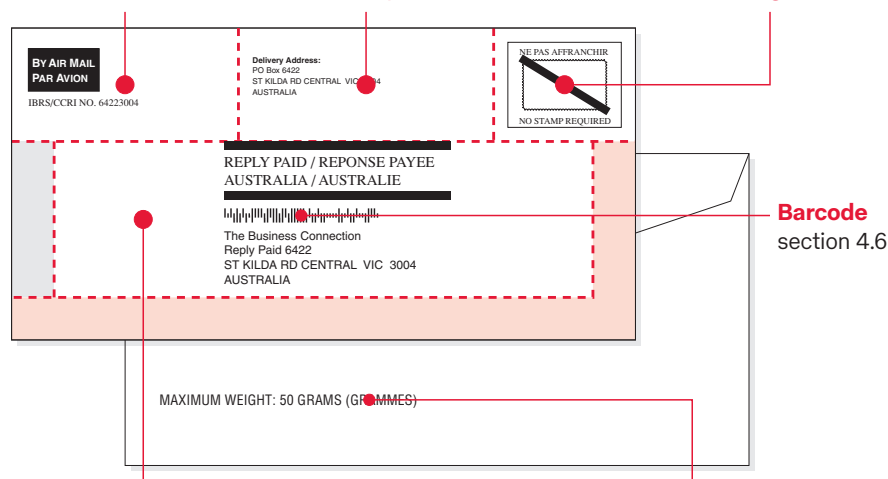 BY AIR MAIL
PAR AVION
IBRS/CCRI NO. 64223004
Delivery Address:
PO Box 6422
ST KILDA RD CENTRAL VIC 3004
AUSTRALIA
NE PAS AFFRANCHIR
NO STAMP REQUIRED
REPLY PAID / REPONSE PAYEE
AUSTRALIA / AUSTRALIE
The Business Connection
Reply Paid 6422
ST KILDA RD CENTRAL VIC 3004
AUSTRALIA
Barcode
section 4.6
MAXIMUM WEIGHT: 50 GRAMS (GRAMMES)